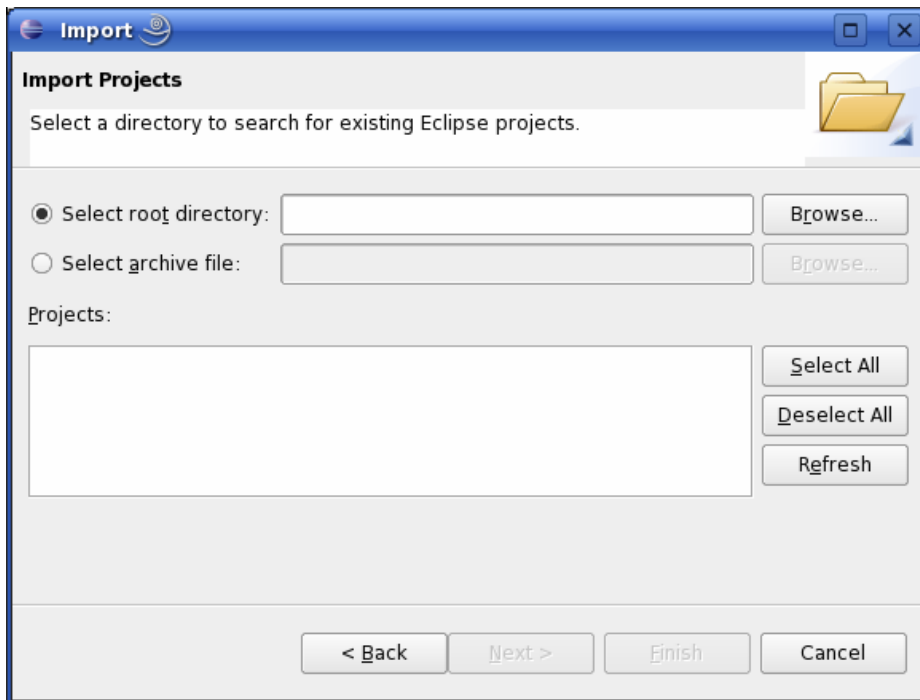 Import
Import Projects
Select a directory to search for existing Eclipse projects.
Select root directory: Browse...
Select archive file: Browse...
Projects:
Select All
Deselect All
Refresh
< Back Next > Finish Cancel